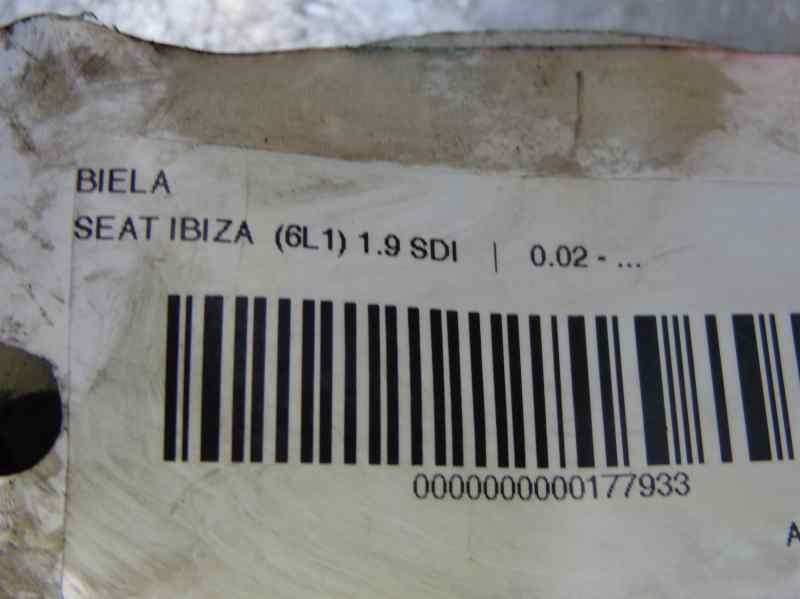 BIELA
SEAT IBIZA (6L1) 1.9 SDI | 0.02 - ...
0000000000177933
A